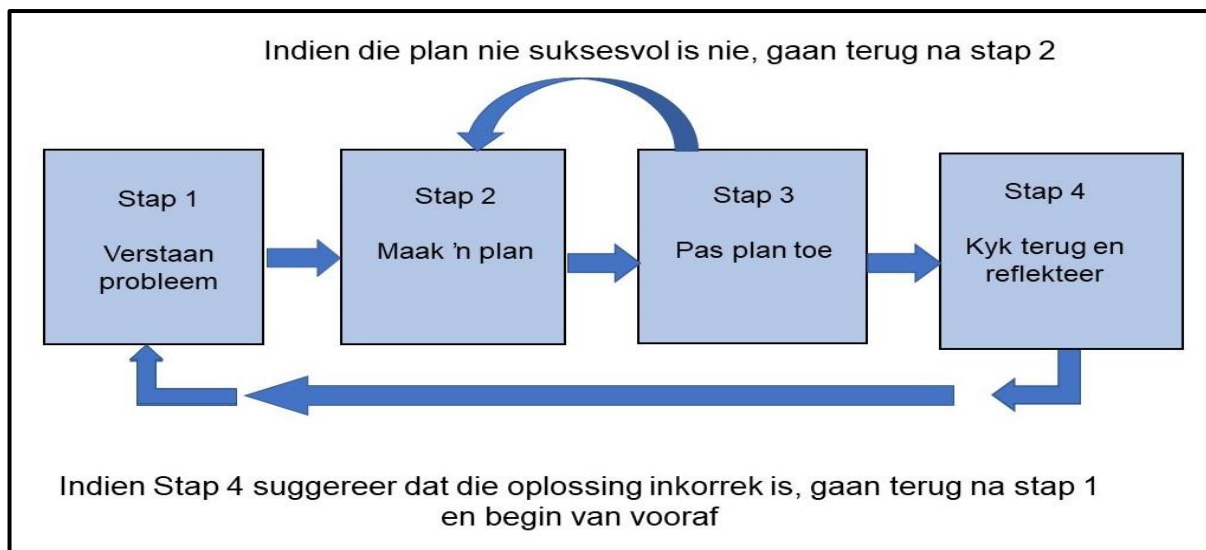 Indien die plan nie suksesvol is nie, gaan terug na stap 2
Stap 1
Verstaan
probleem
Stap 2
Maak ’n plan
Stap 3
Pas plan toe
Stap 4
Kyk terug en
reflekteer
Indien Stap 4 suggereer dat die oplossing inkorrek is, gaan terug na stap 1
en begin van vooraf